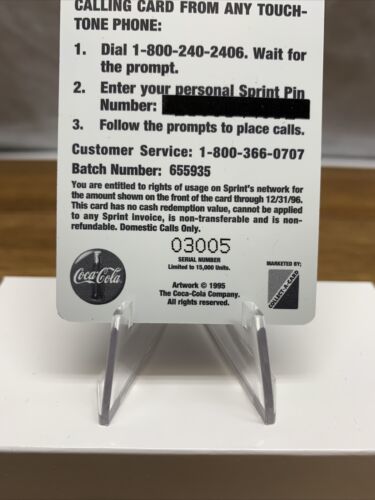 CALLING CARD FROM ANY TOUCH-
TONE PHONE:
1. Dial 1-800-240-2406. Wait for
the prompt.
2. Enter your personal Sprint Pin
Number:
3. Follow the prompts to place calls.
Customer Service: 1-800-366-0707
Batch Number: 655935
You are entitled to rights of usage on Sprint's network for
the amount shown on the front of the card through 12/31/96.
This card has no cash redemption value, cannot be applied
to any Sprint invoice, is non-transferable and is non-
refundable. Domestic Calls Only.
03005
SERIAL NUMBER
Limited to 15,000 Units.
MARKETED BY:
Coca-Cola
COLLECT-A-CARD
Artwork © 1995
The Coca-Cola Company.
All rights reserved.